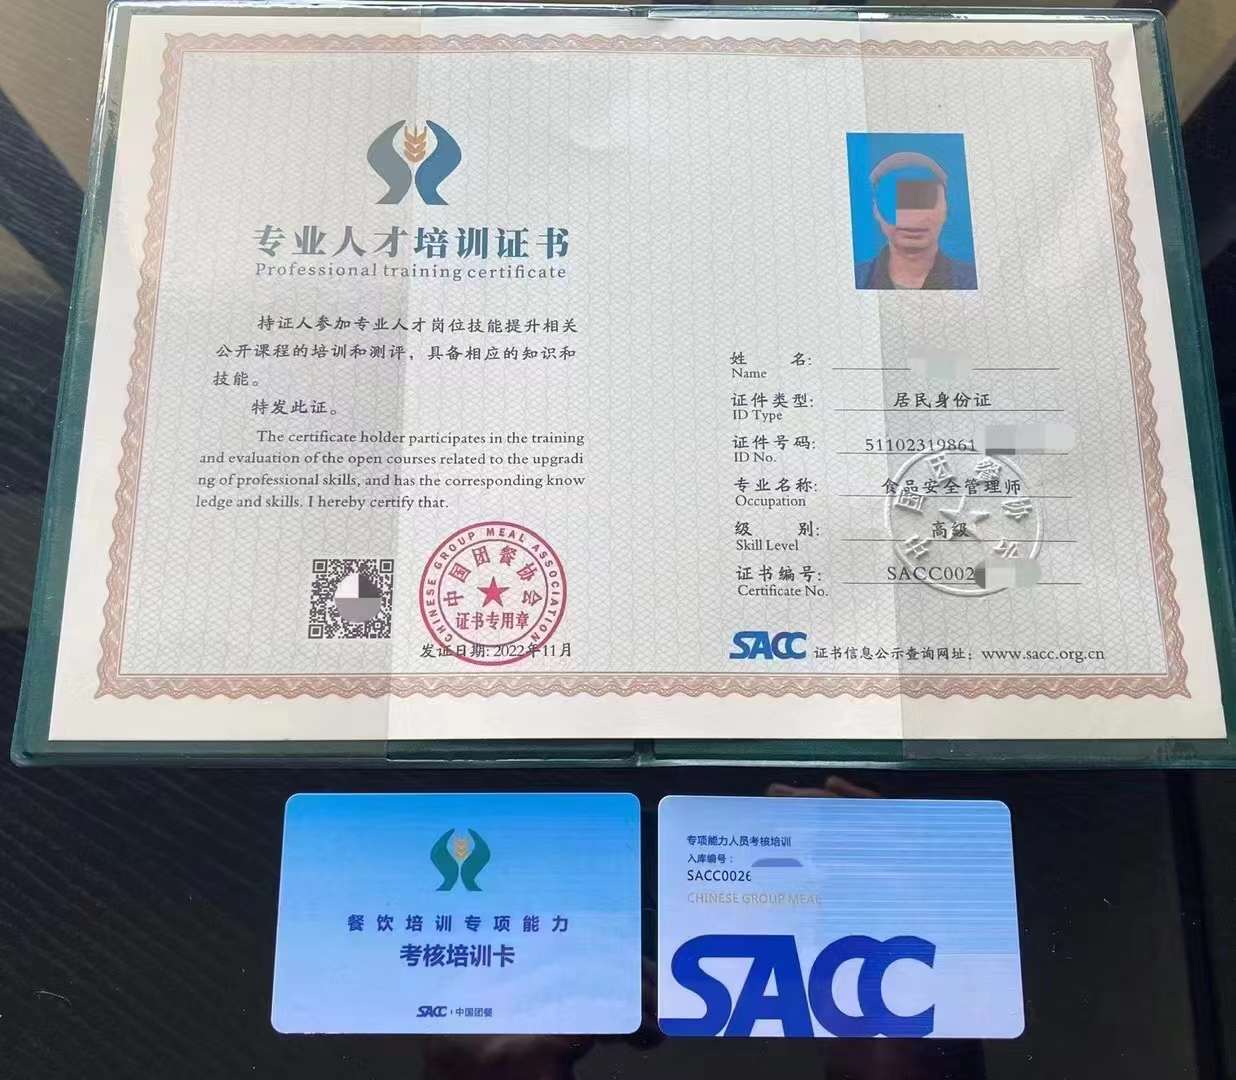 专业人才培训证书
Professional training certificate
持证人参加专业人才岗位技能提升相关
公开课程的培训和测评，具备相应的知识和
技能。
特发此证。
The certificate holder participates in the training
and evaluation of the open courses related to the upgradi
ng of professional skills, and has the corresponding know
ledge and skills. I hereby certify that.
CHINESE GROUP MEAL ASSOCIATION
中国团餐协会
证书专用章
发证日期: 2022年11月
姓 名:
Name
证件类型: 居民身份证
ID Type
证件号码: 51102319861
ID No.
专业名称: 食品安全管理师
Occupation
级 别: 高级
Skill Level
证书编号: SACC002
Certificate No.
中国团餐协会
SACC 证书信息公示查询网址: www.sacc.org.cn
餐饮培训专项能力
考核培训卡
SACC 中国团餐
专项能力人员考核培训
入库编号:
SACC0026
CHINESE GROUP MEAL
SACC